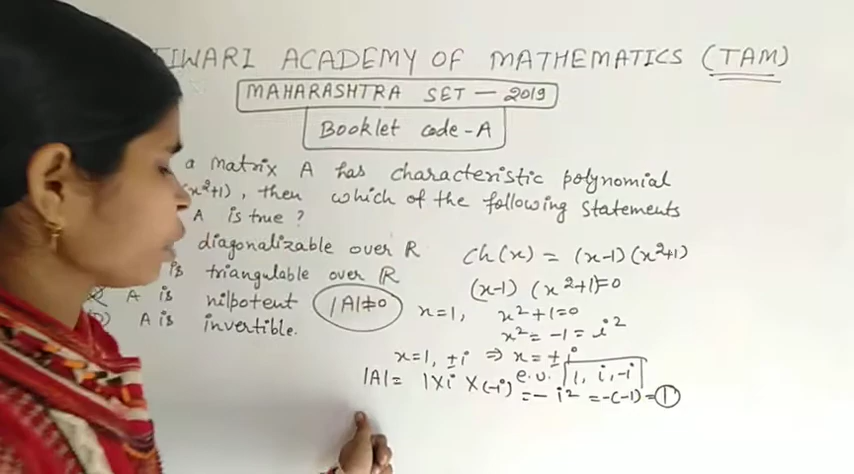 TIWARI ACADEMY OF MATHEMATICS (TAM)
MAHARASHTRA SET — 2019
Booklet code - A
a matrix A has characteristic polynomial
(x²+1), then which of the following statements
A is true ?
diagonalizable over R
is triangulable over R
A is nilpotent
A is invertible.
|A|≠0
ch(x) = (x-1) (x²+1)
(x-1) (x²+1)=0
x=1, x²+1=0
x² = -1 = i²
x=1, ±i ⇒ x=±i
e.v. 1, i, -i
|A| = 1×i×(-i) = - i² = -(-1) = 1